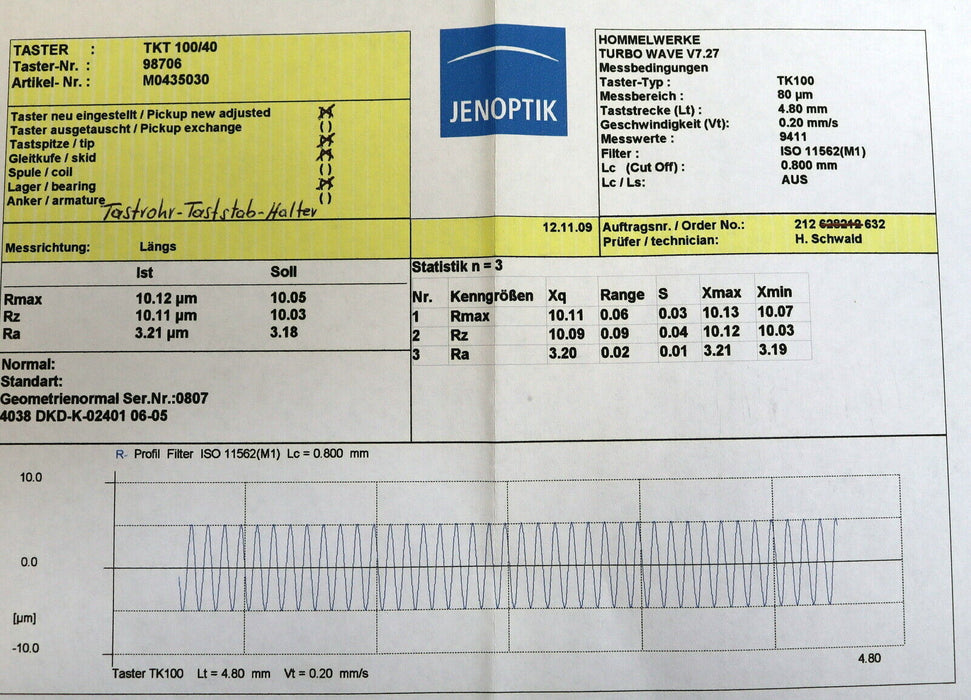 TASTER : TKT 100/40
Taster-Nr. : 98706
Artikel- Nr. : M0435030
Taster neu eingestellt / Pickup new adjusted (X)
Taster ausgetauscht / Pickup exchange ( )
Tastspitze / tip (X)
Gleitkufe / skid (X)
Spule / coil ( )
Lager / bearing (X)
Anker / armature ( )
Tastrohr-Taststab-Halter
JENOPTIK
HOMMELWERKE
TURBO WAVE V7.27
Messbedingungen
Taster-Typ : TK100
Messbereich : 80 µm
Taststrecke (Lt) : 4.80 mm
Geschwindigkeit (Vt): 0.20 mm/s
Messwerte : 9411
Filter : ISO 11562(M1)
Lc (Cut Off) : 0.800 mm
Lc / Ls: AUS
12.11.09
Auftragsnr. / Order No.: 212 628212 632
Prüfer / technician: H. Schwald
Messrichtung: Längs
Ist Soll
Rmax 10.12 µm 10.05
Rz 10.11 µm 10.03
Ra 3.21 µm 3.18
Statistik n = 3
Nr. Kenngrößen Xq Range S Xmax Xmin
1 Rmax 10.11 0.06 0.03 10.13 10.07
2 Rz 10.09 0.09 0.04 10.12 10.03
3 Ra 3.20 0.02 0.01 3.21 3.19
Normal:
Standart:
Geometrienormal Ser.Nr.:0807
4038 DKD-K-02401 06-05
R- Profil Filter ISO 11562(M1) Lc = 0.800 mm
10.0
0.0
[µm]
-10.0
4.80
Taster TK100 Lt = 4.80 mm Vt = 0.20 mm/s